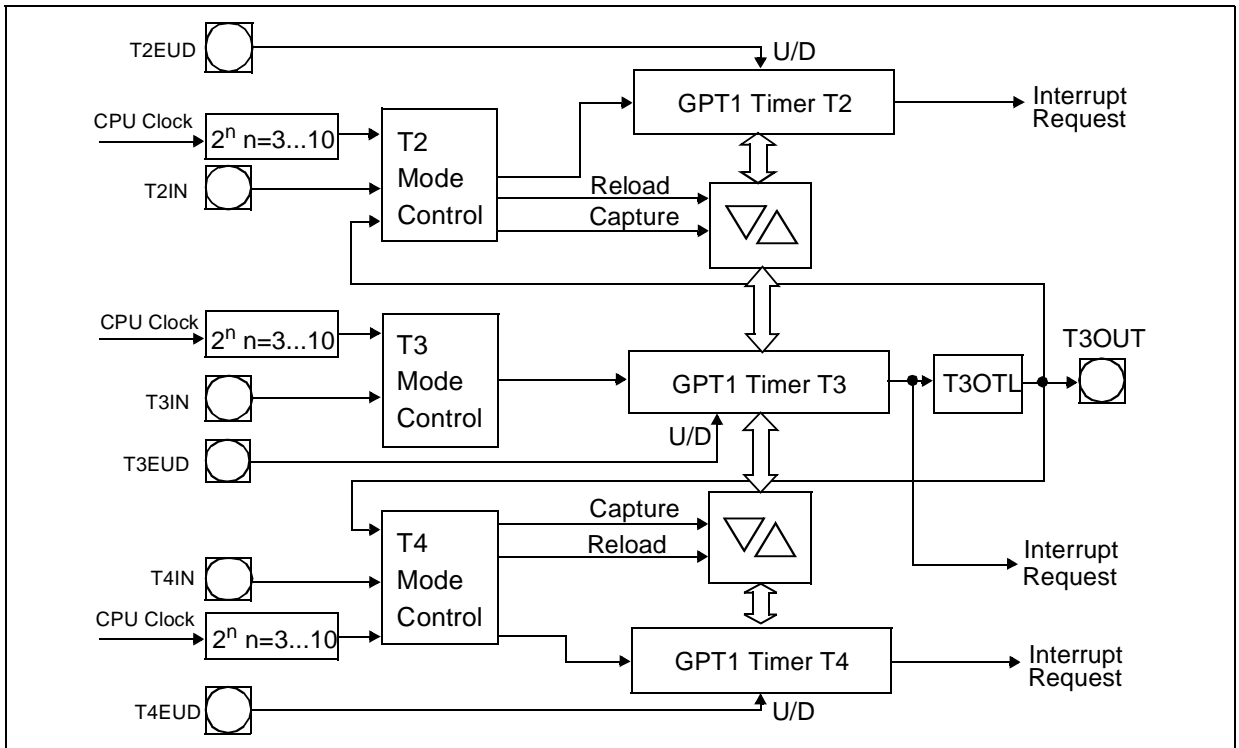 T2EUD
U/D
GPT1 Timer T2
Interrupt
Request
CPU Clock
2ⁿ n=3...10
T2
Mode
Control
T2IN
Reload
Capture
CPU Clock
2ⁿ n=3...10
T3
Mode
Control
T3IN
GPT1 Timer T3
T3OTL
T3OUT
U/D
T3EUD
Capture
Reload
T4
Mode
Control
T4IN
Interrupt
Request
CPU Clock
2ⁿ n=3...10
GPT1 Timer T4
Interrupt
Request
T4EUD
U/D